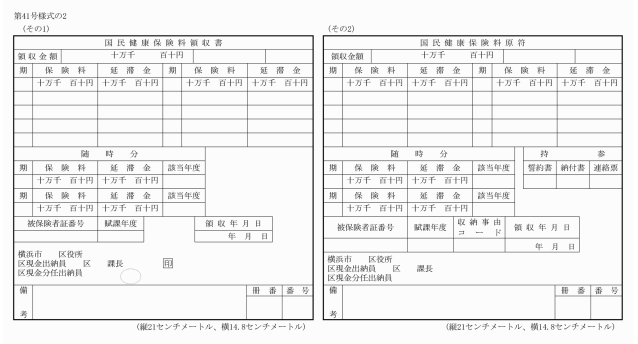 第41号様式の2
(その1)
国民健康保険料領収書
領収金額 十万千 百十円
期 保険料 延滞金 期 保険料 延滞金
十万千 百十円 十万千 百十円 十万千 百十円 十万千 百十円
随時分
期 保険料 延滞金 該当年度
十万千 百十円 十万千 百十円
期 保険料 延滞金 該当年度
十万千 百十円 十万千 百十円
被保険者証番号 賦課年度 領収年月日
年 月 日
横浜市 区役所
区現金出納員 区 課長 印
区現金分任出納員
備考 冊番 番号
(縦21センチメートル、横14.8センチメートル)
(その2)
国民健康保険料原符
領収金額 十万千 百十円
期 保険料 延滞金 期 保険料 延滞金
十万千 百十円 十万千 百十円 十万千 百十円 十万千 百十円
随時分 持参
期 保険料 延滞金 該当年度 誓約書 納付書 連絡票
十万千 百十円 十万千 百十円
期 保険料 延滞金 該当年度
十万千 百十円 十万千 百十円
被保険者証番号 賦課年度 収納事由コード 領収年月日
年 月 日
横浜市 区役所
区現金出納員 区 課長
区現金分任出納員
備考 冊番 番号
(縦21センチメートル、横14.8センチメートル)